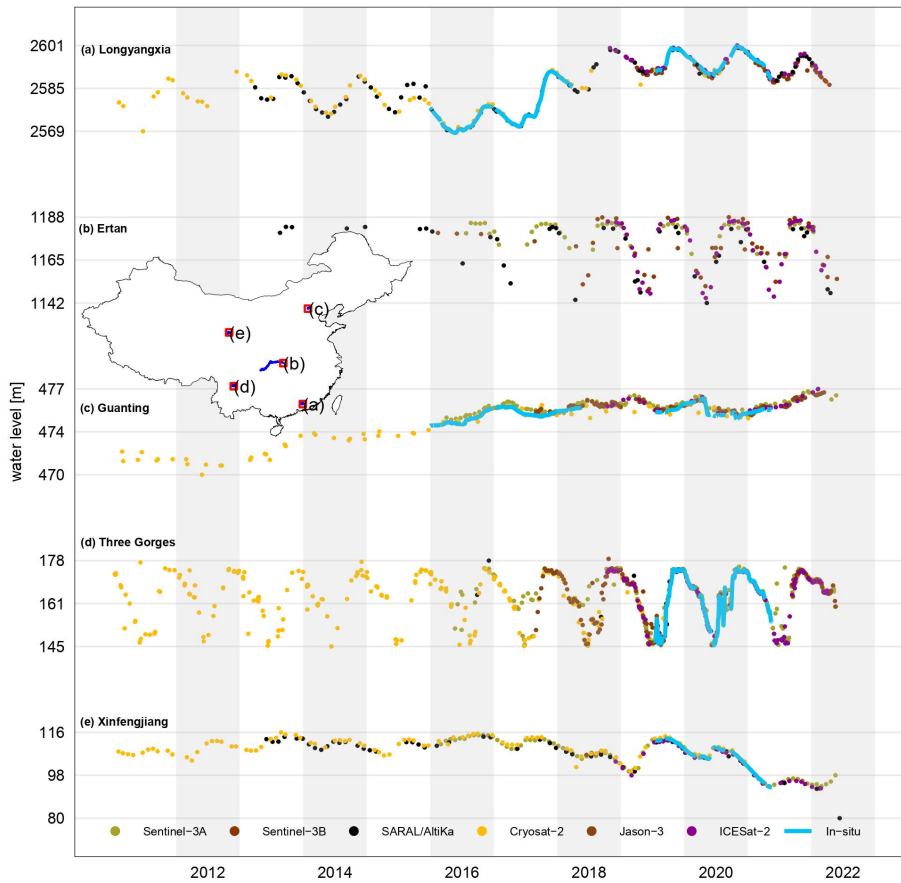 2601
(a) Longyangxia
2585
2569
1188
(b) Ertan
1165
1142
(c)
(e)
(b)
(d)
(a)
477
(c) Guanting
474
470
water level [m]
(d) Three Gorges
178
161
145
(e) Xinfengjiang
116
98
80
Sentinel−3A Sentinel−3B SARAL/AltiKa Cryosat−2 Jason−3 ICESat−2 In−situ
2012 2014 2016 2018 2020 2022